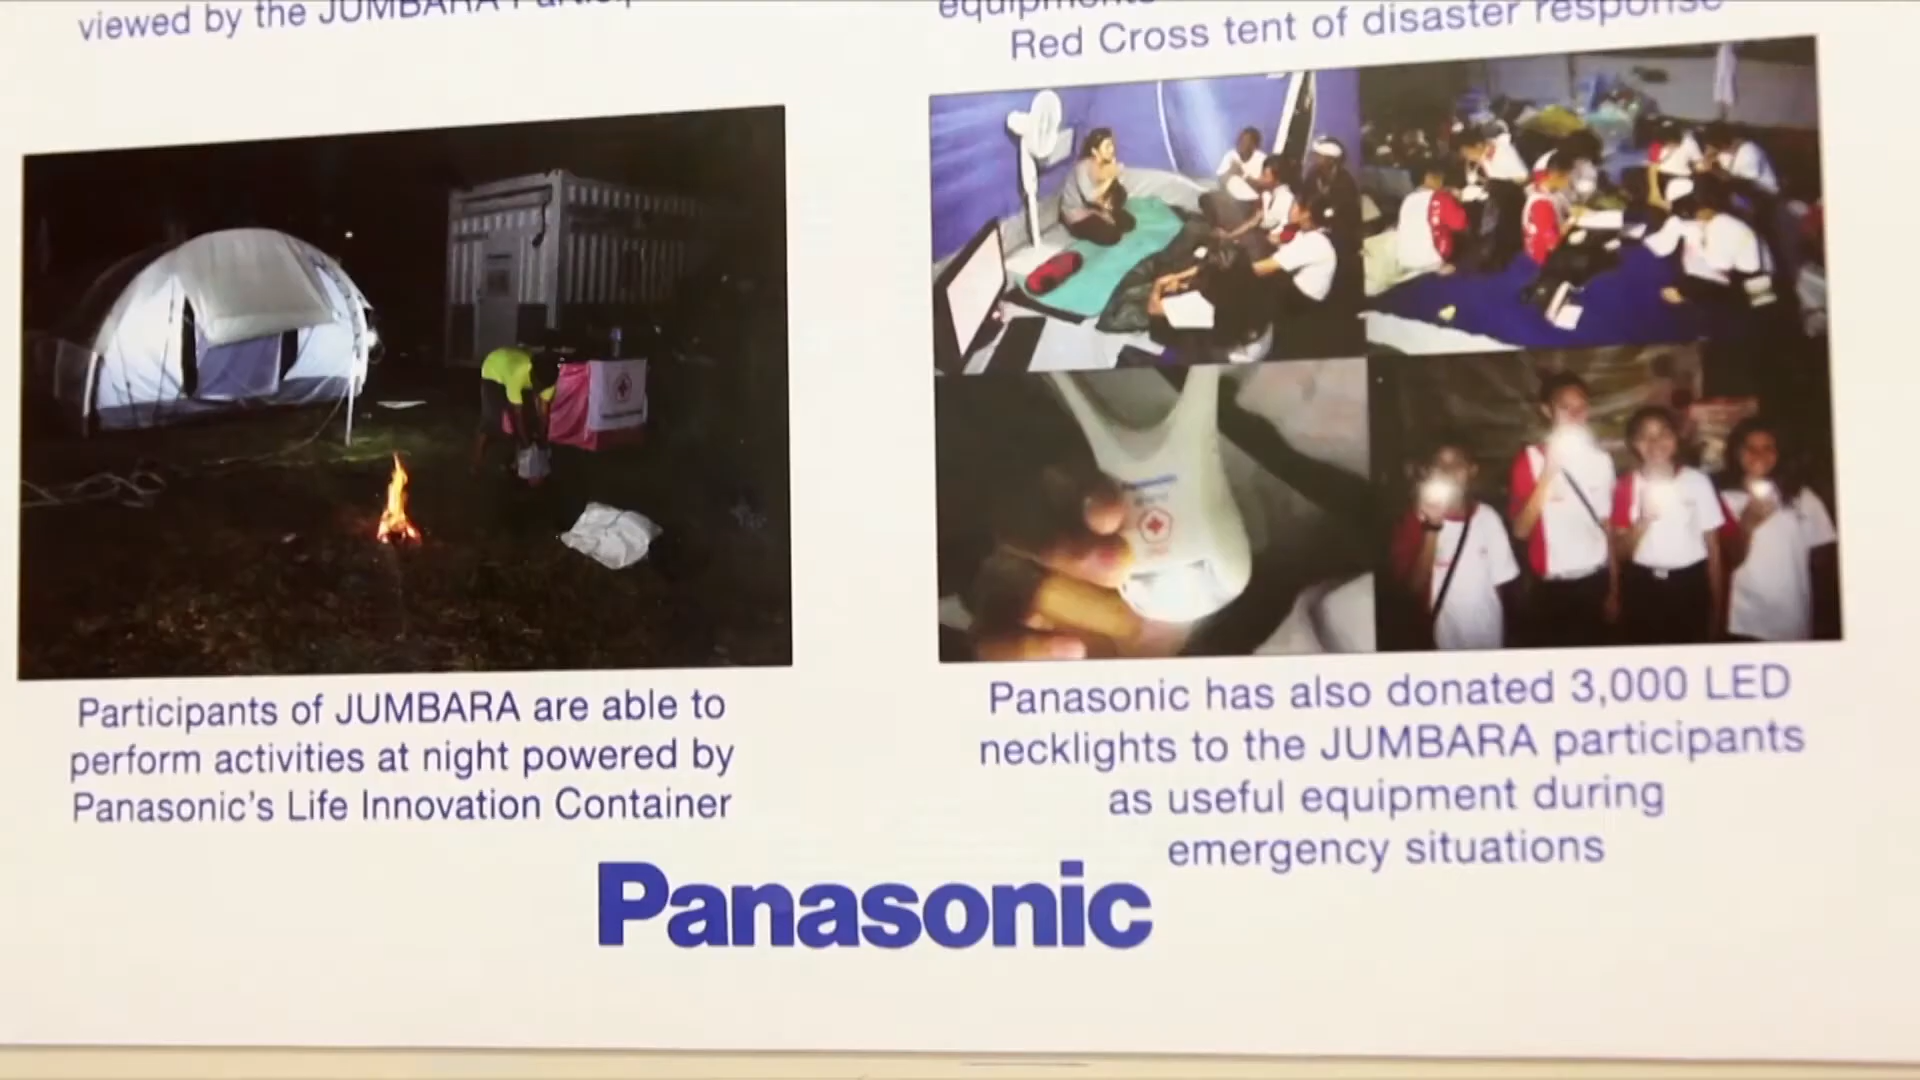 viewed by the JUMBARA
Red Cross tent of disaster response
Participants of JUMBARA are able to
perform activities at night powered by
Panasonic's Life Innovation Container
Panasonic has also donated 3,000 LED
necklights to the JUMBARA participants
as useful equipment during
emergency situations
Panasonic